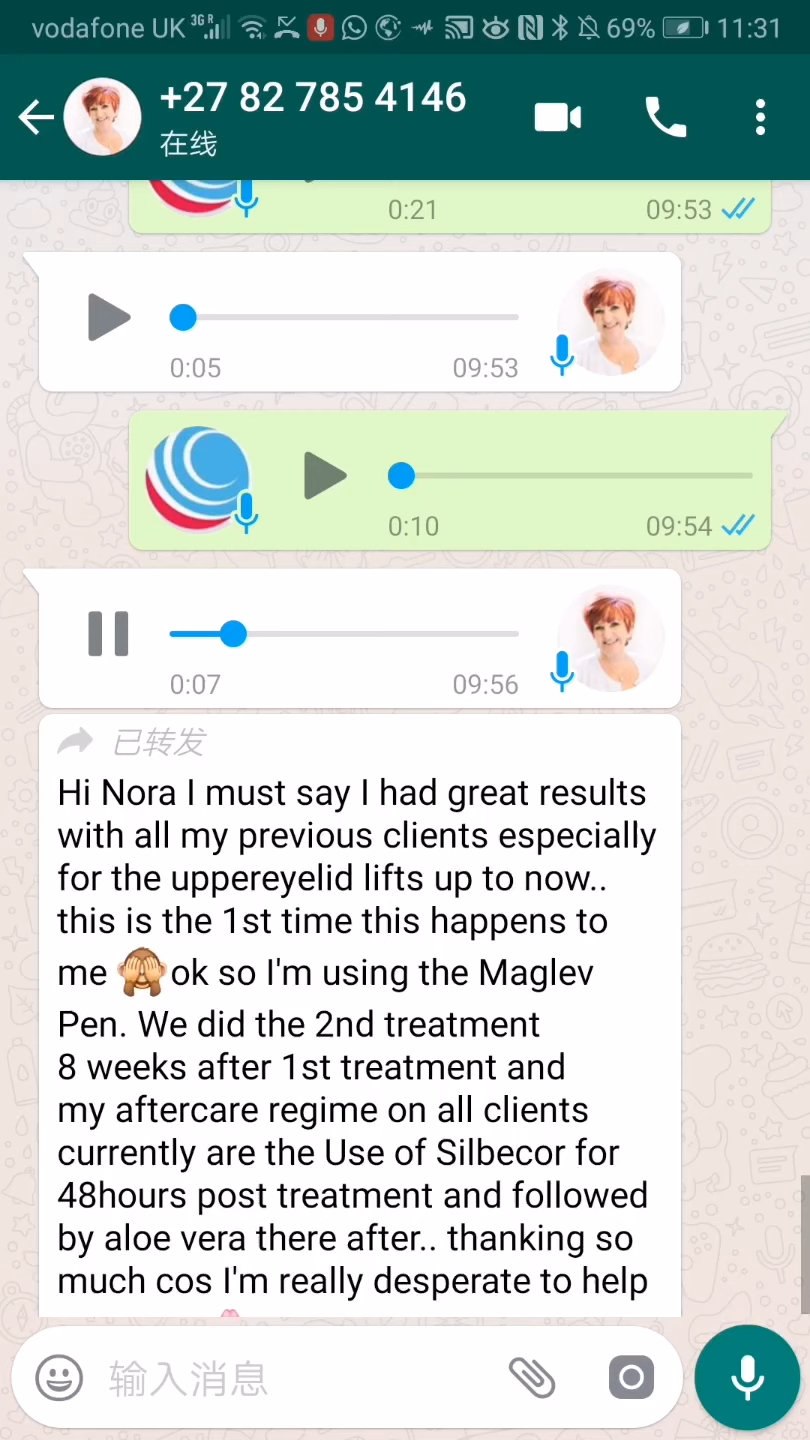 vodafone UK 3G R 69% 11:31
+27 82 785 4146
在线
0:21 09:53
0:05 09:53
0:10 09:54
0:07 09:56
已转发
Hi Nora I must say I had great results
with all my previous clients especially
for the uppereyelid lifts up to now..
this is the 1st time this happens to
me 🙈ok so I'm using the Maglev
Pen. We did the 2nd treatment
8 weeks after 1st treatment and
my aftercare regime on all clients
currently are the Use of Silbecor for
48hours post treatment and followed
by aloe vera there after.. thanking so
much cos I'm really desperate to help
输入消息